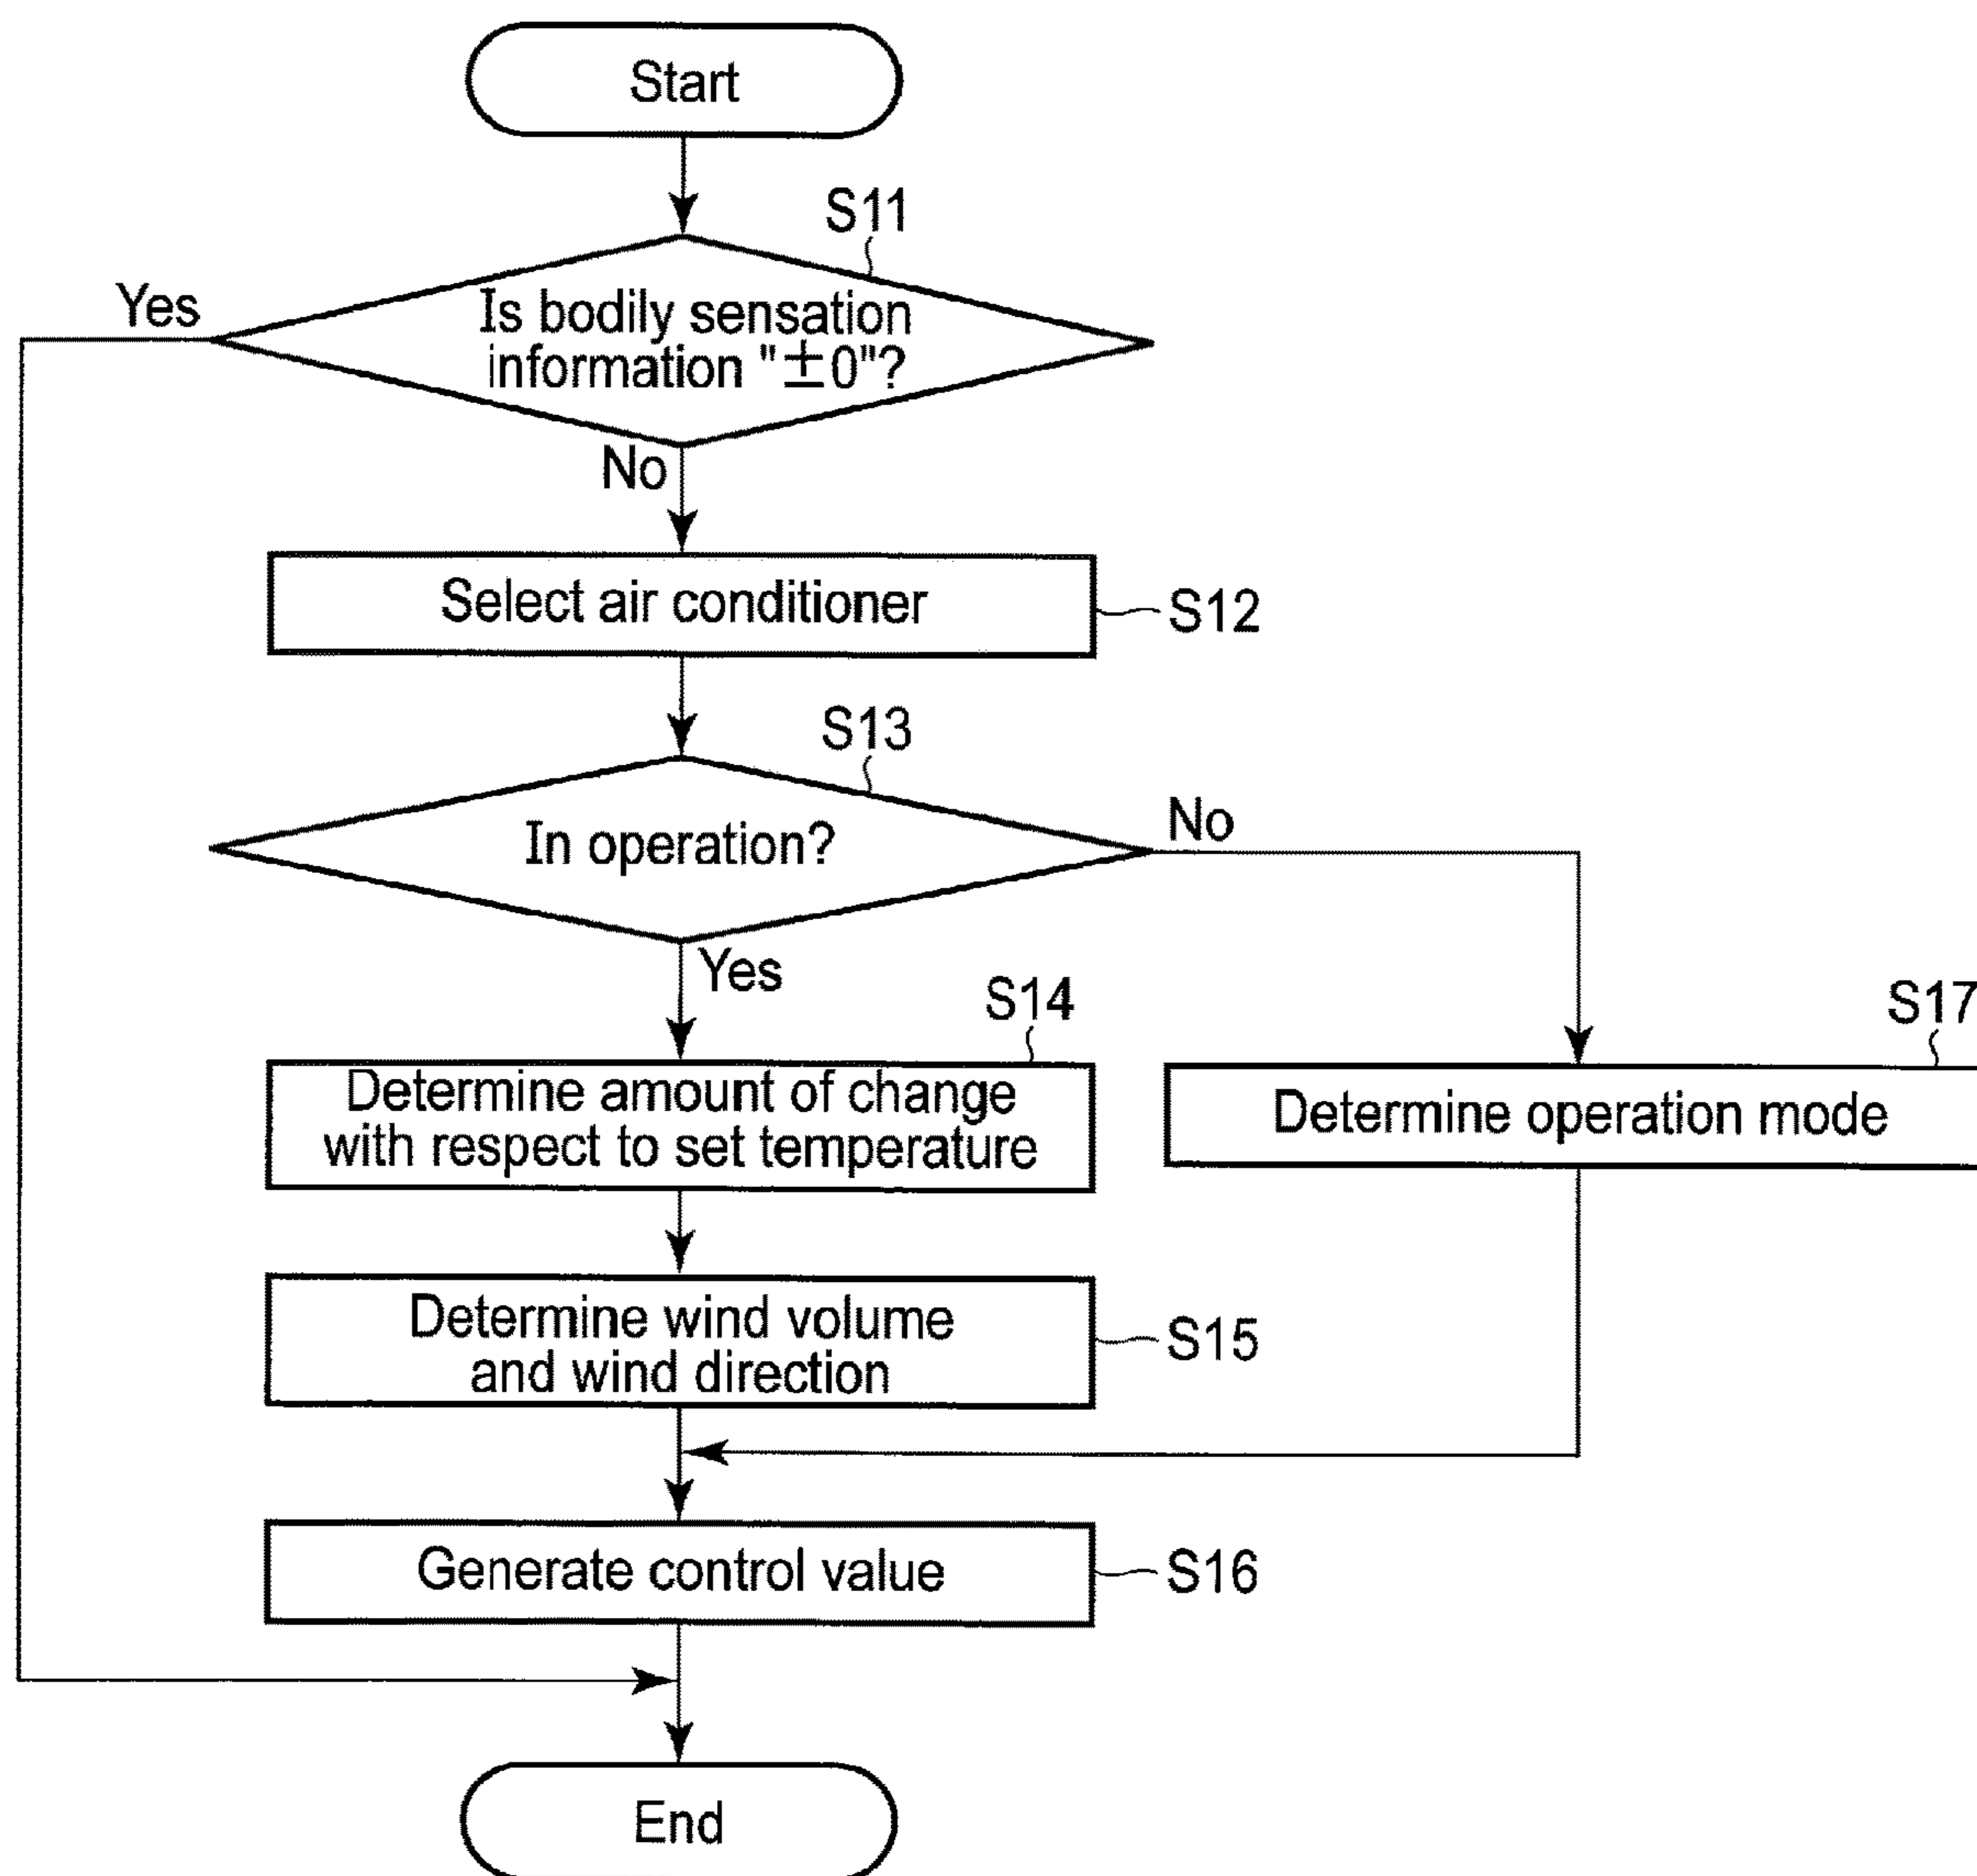 Start
S11
Yes
Is bodily sensation
information "±0"?
No
Select air conditioner
S12
S13
In operation?
No
Yes
S14
S17
Determine amount of change
with respect to set temperature
Determine operation mode
Determine wind volume
and wind direction
S15
Generate control value
S16
End